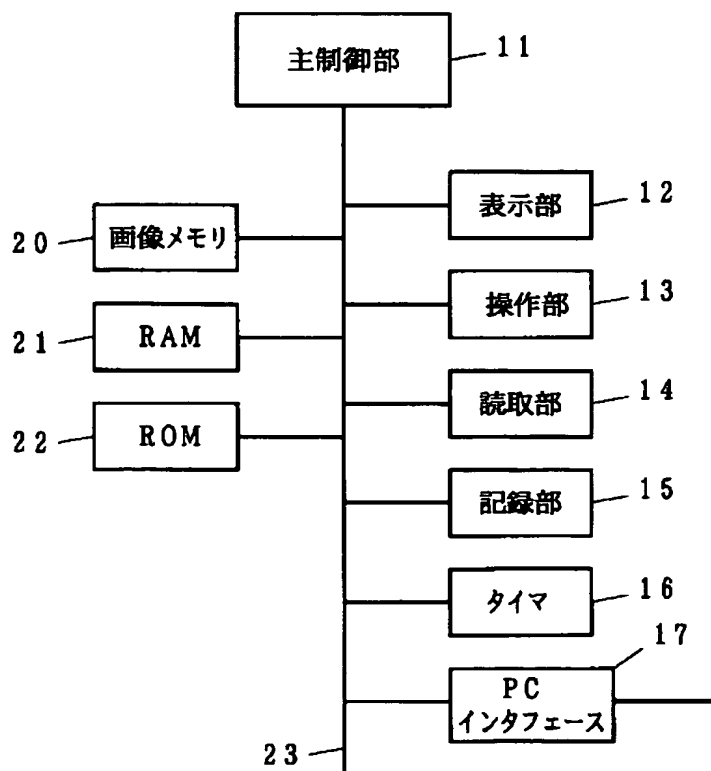 主制御部
11
表示部
12
20
画像メモリ
操作部
13
21
RAM
読取部
14
22
ROM
記録部
15
タイマ
16
17
PC
インタフェース
23